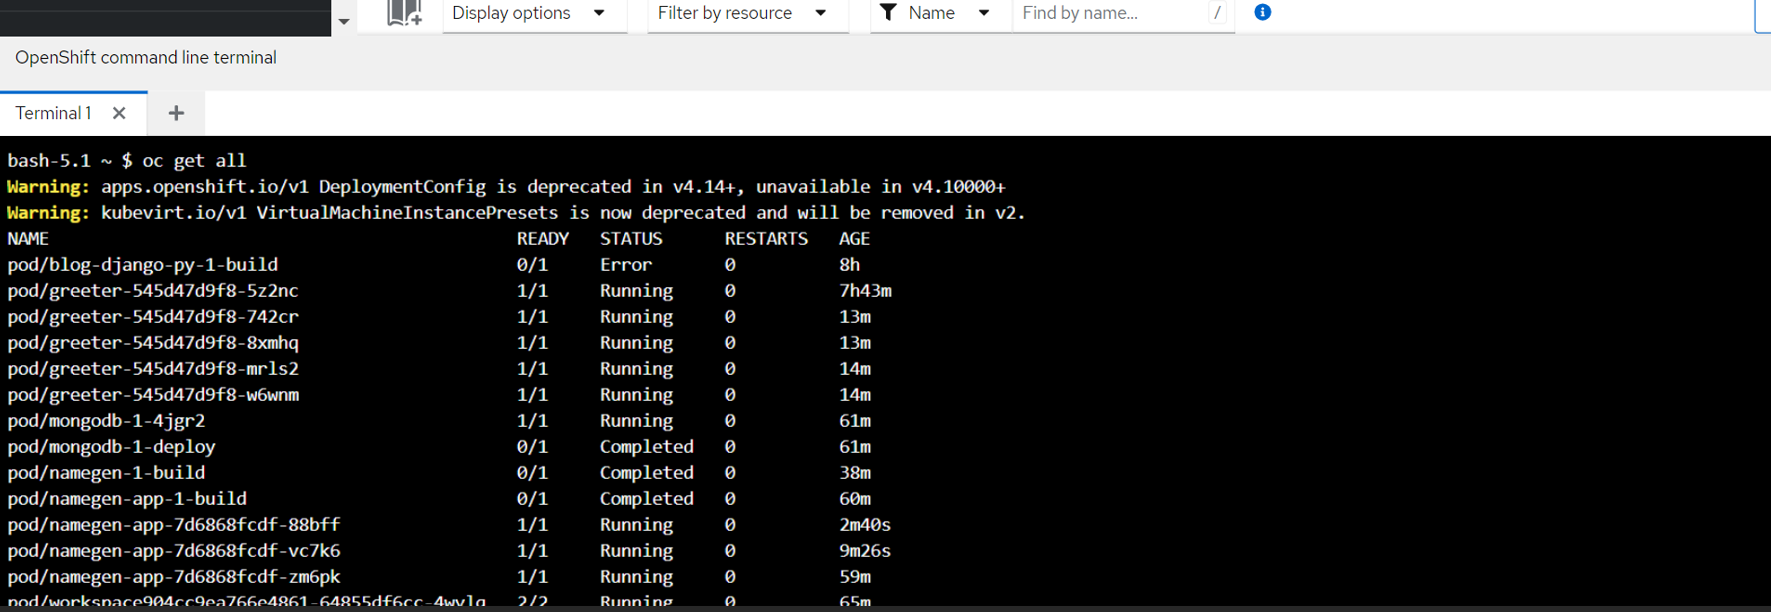 Display options Filter by resource Name Find by name... /
OpenShift command line terminal
Terminal 1
bash-5.1 ~ $ oc get all
Warning: apps.openshift.io/v1 DeploymentConfig is deprecated in v4.14+, unavailable in v4.10000+
Warning: kubevirt.io/v1 VirtualMachineInstancePresets is now deprecated and will be removed in v2.
NAME READY STATUS RESTARTS AGE
pod/blog-django-py-1-build 0/1 Error 0 8h
pod/greeter-545d47d9f8-5z2nc 1/1 Running 0 7h43m
pod/greeter-545d47d9f8-742cr 1/1 Running 0 13m
pod/greeter-545d47d9f8-8xmhq 1/1 Running 0 13m
pod/greeter-545d47d9f8-mrls2 1/1 Running 0 14m
pod/greeter-545d47d9f8-w6wnm 1/1 Running 0 14m
pod/mongodb-1-4jgr2 1/1 Running 0 61m
pod/mongodb-1-deploy 0/1 Completed 0 61m
pod/namegen-1-build 0/1 Completed 0 38m
pod/namegen-app-1-build 0/1 Completed 0 60m
pod/namegen-app-7d6868fcdf-88bff 1/1 Running 0 2m40s
pod/namegen-app-7d6868fcdf-vc7k6 1/1 Running 0 9m26s
pod/namegen-app-7d6868fcdf-zm6pk 1/1 Running 0 59m
2/2 Running 0 65m